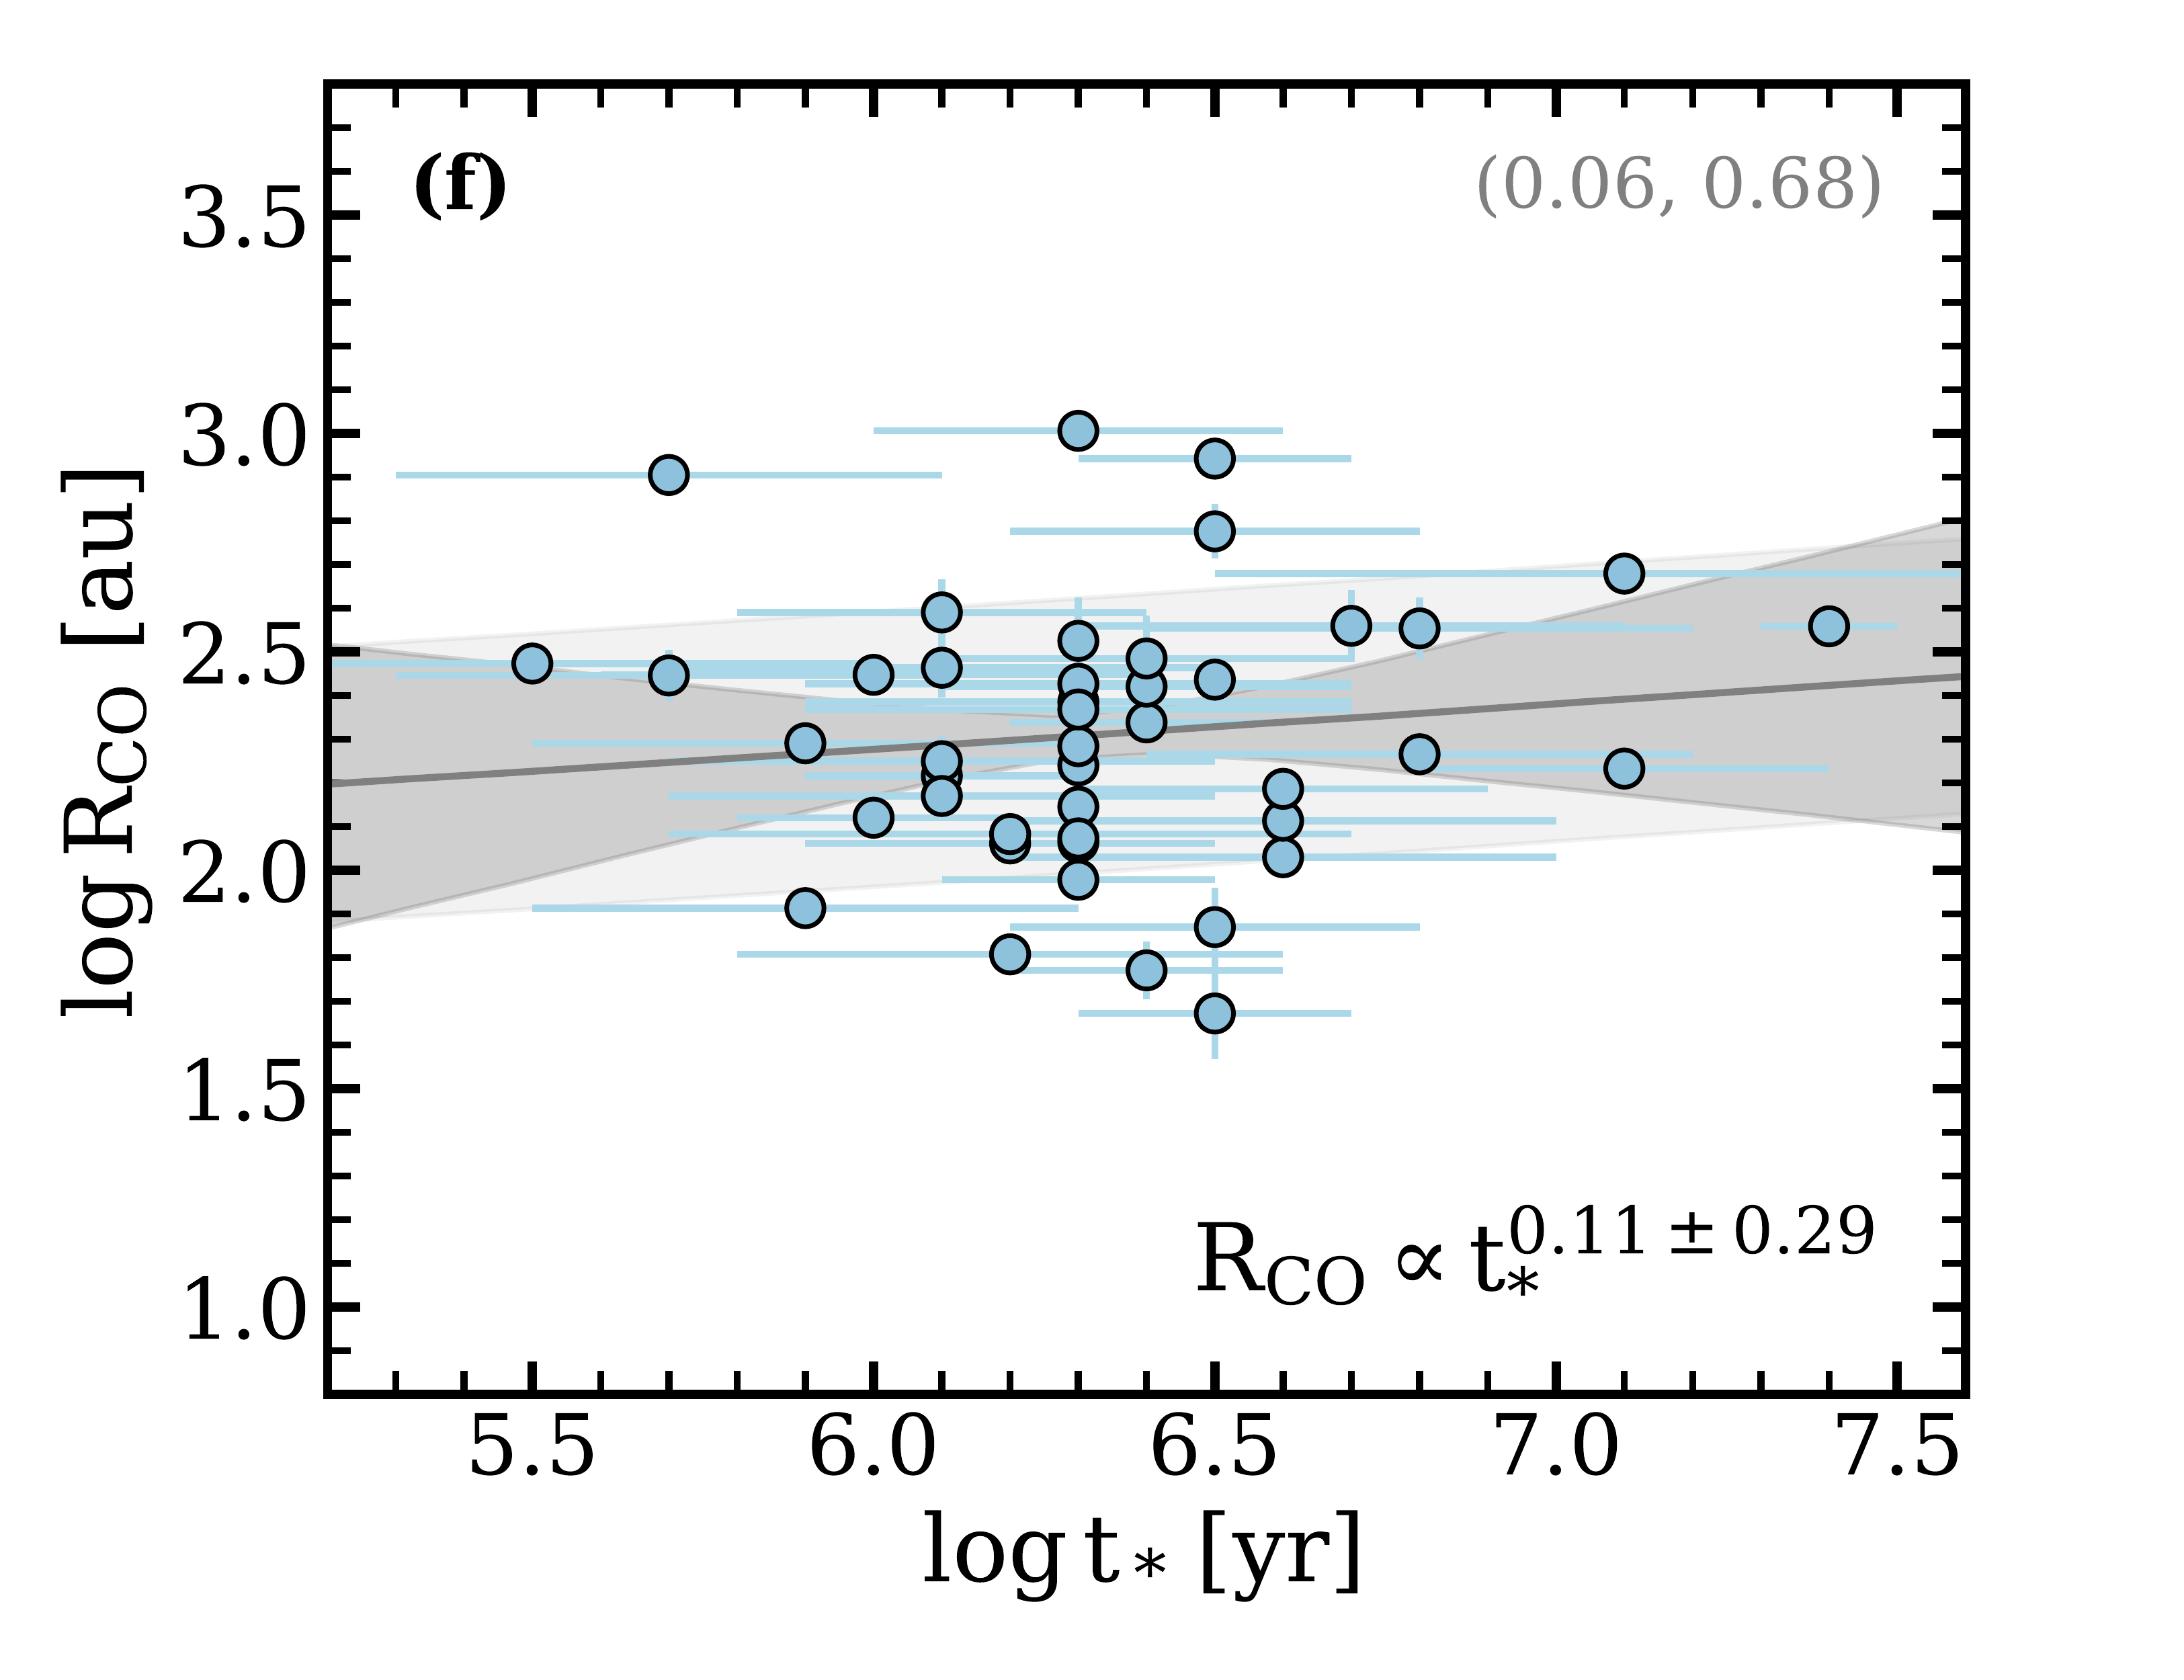 (f)
(0.06, 0.68)
3.5
3.0
2.5
2.0
1.5
1.0
log R_CO [au]
R_CO ∝ t_*^0.11 ± 0.29
5.5 6.0 6.5 7.0 7.5
log t_* [yr]